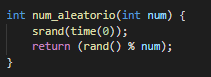 int num_aleatorio(int num) {
    srand(time(0));
    return (rand() % num);
}